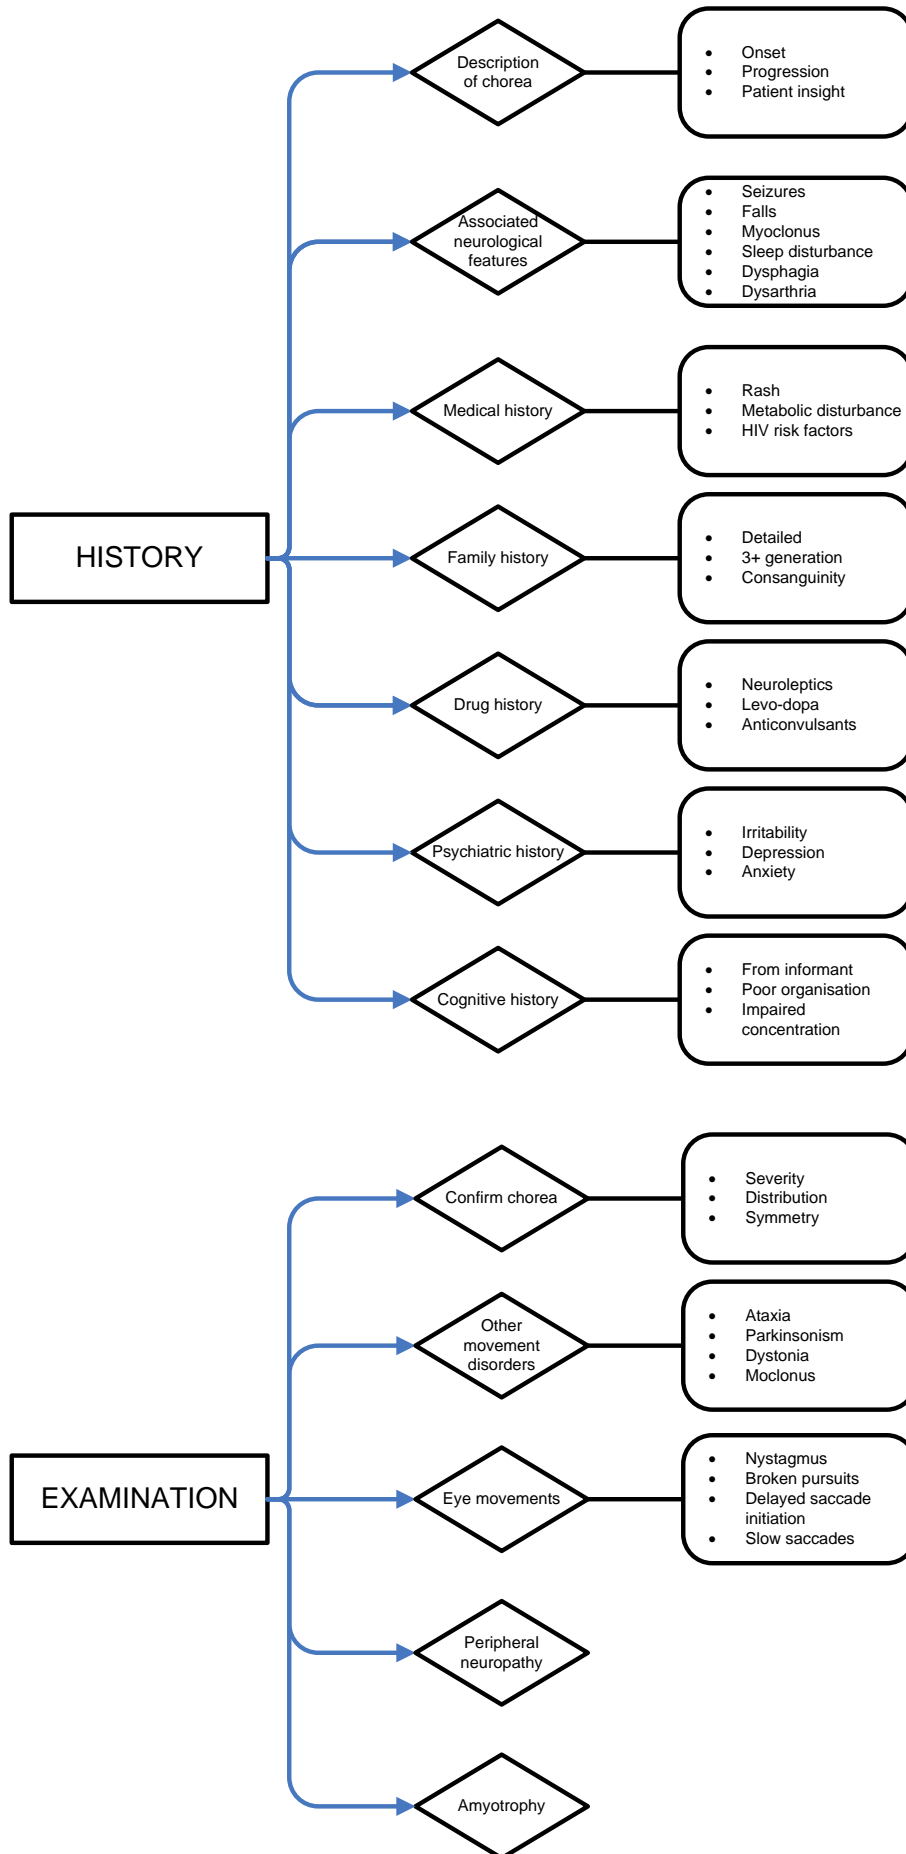 Description
of chorea
• Onset
• Progression
• Patient insight
Associated
neurological
features
• Seizures
• Falls
• Myoclonus
• Sleep disturbance
• Dysphagia
• Dysarthria
Medical history
• Rash
• Metabolic disturbance
• HIV risk factors
HISTORY
Family history
• Detailed
• 3+ generation
• Consanguinity
Drug history
• Neuroleptics
• Levo-dopa
• Anticonvulsants
Psychiatric history
• Irritability
• Depression
• Anxiety
Cognitive history
• From informant
• Poor organisation
• Impaired
concentration
Confirm chorea
• Severity
• Distribution
• Symmetry
Other
movement
disorders
• Ataxia
• Parkinsonism
• Dystonia
• Moclonus
EXAMINATION
Eye movements
• Nystagmus
• Broken pursuits
• Delayed saccade
initiation
• Slow saccades
Peripheral
neuropathy
Amyotrophy